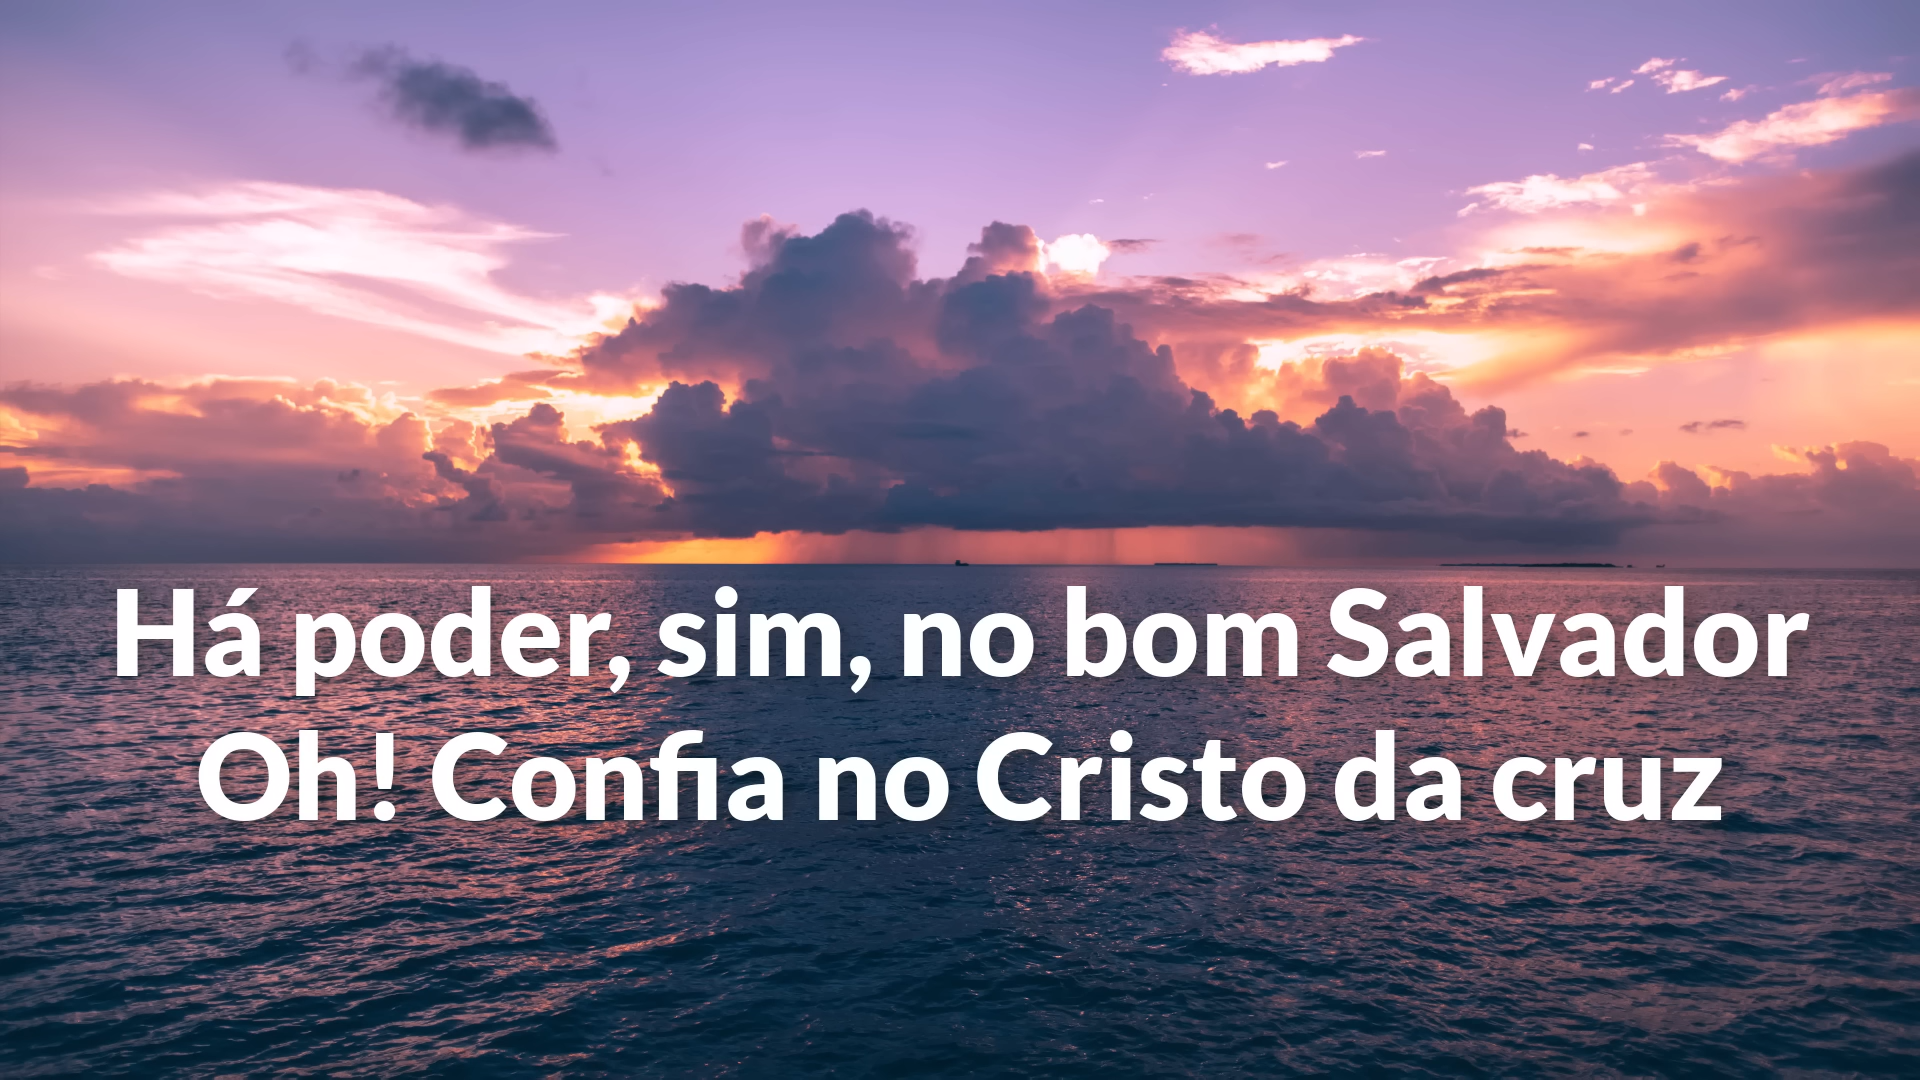 Há poder, sim, no bom Salvador
Oh! Confia no Cristo da cruz